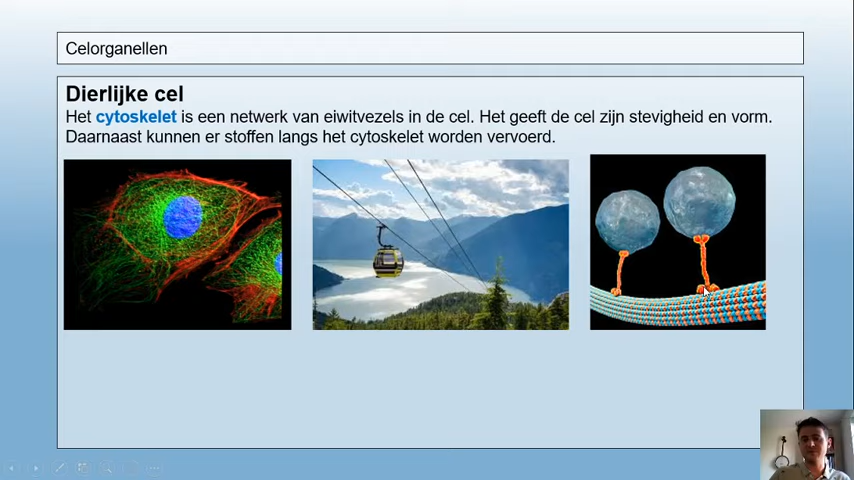 Celorganellen
Dierlijke cel
Het cytoskelet is een netwerk van eiwitvezels in de cel. Het geeft de cel zijn stevigheid en vorm.
Daarnaast kunnen er stoffen langs het cytoskelet worden vervoerd.